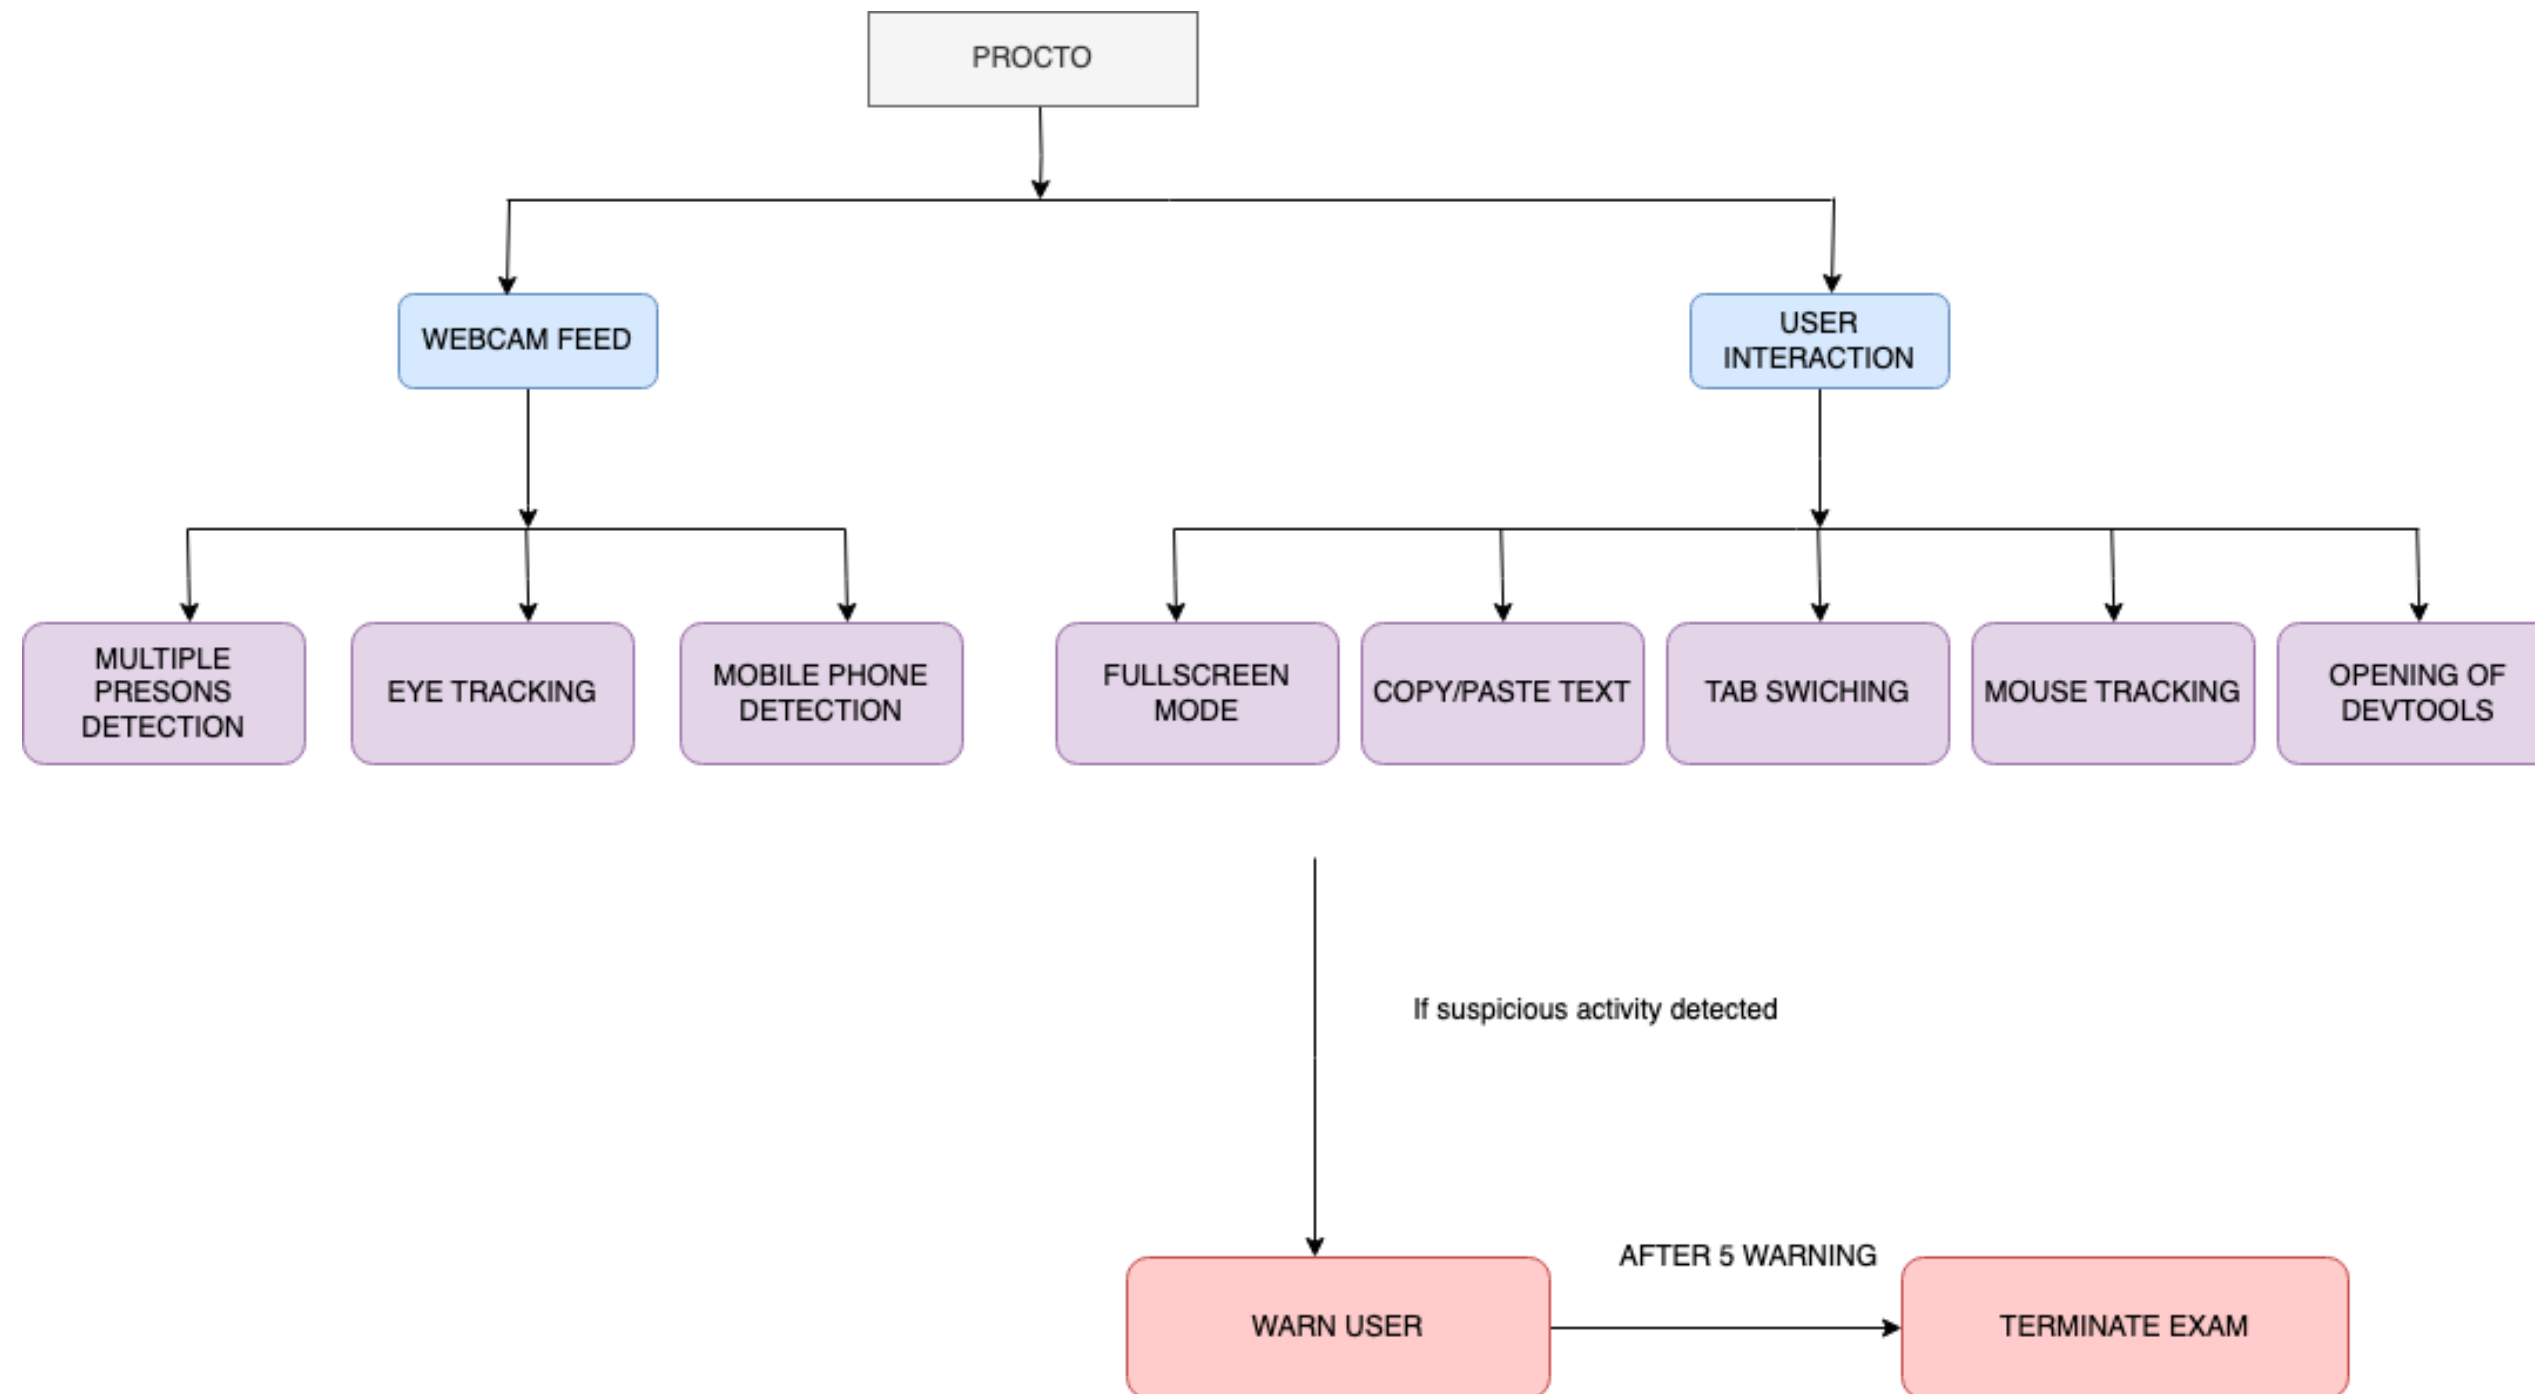 PROCTO
WEBCAM FEED
USER
INTERACTION
MULTIPLE
PRESONS
DETECTION
EYE TRACKING
MOBILE PHONE
DETECTION
FULLSCREEN
MODE
COPY/PASTE TEXT
TAB SWICHING
MOUSE TRACKING
OPENING OF
DEVTOOLS
If suspicious activity detected
WARN USER
AFTER 5 WARNING
TERMINATE EXAM